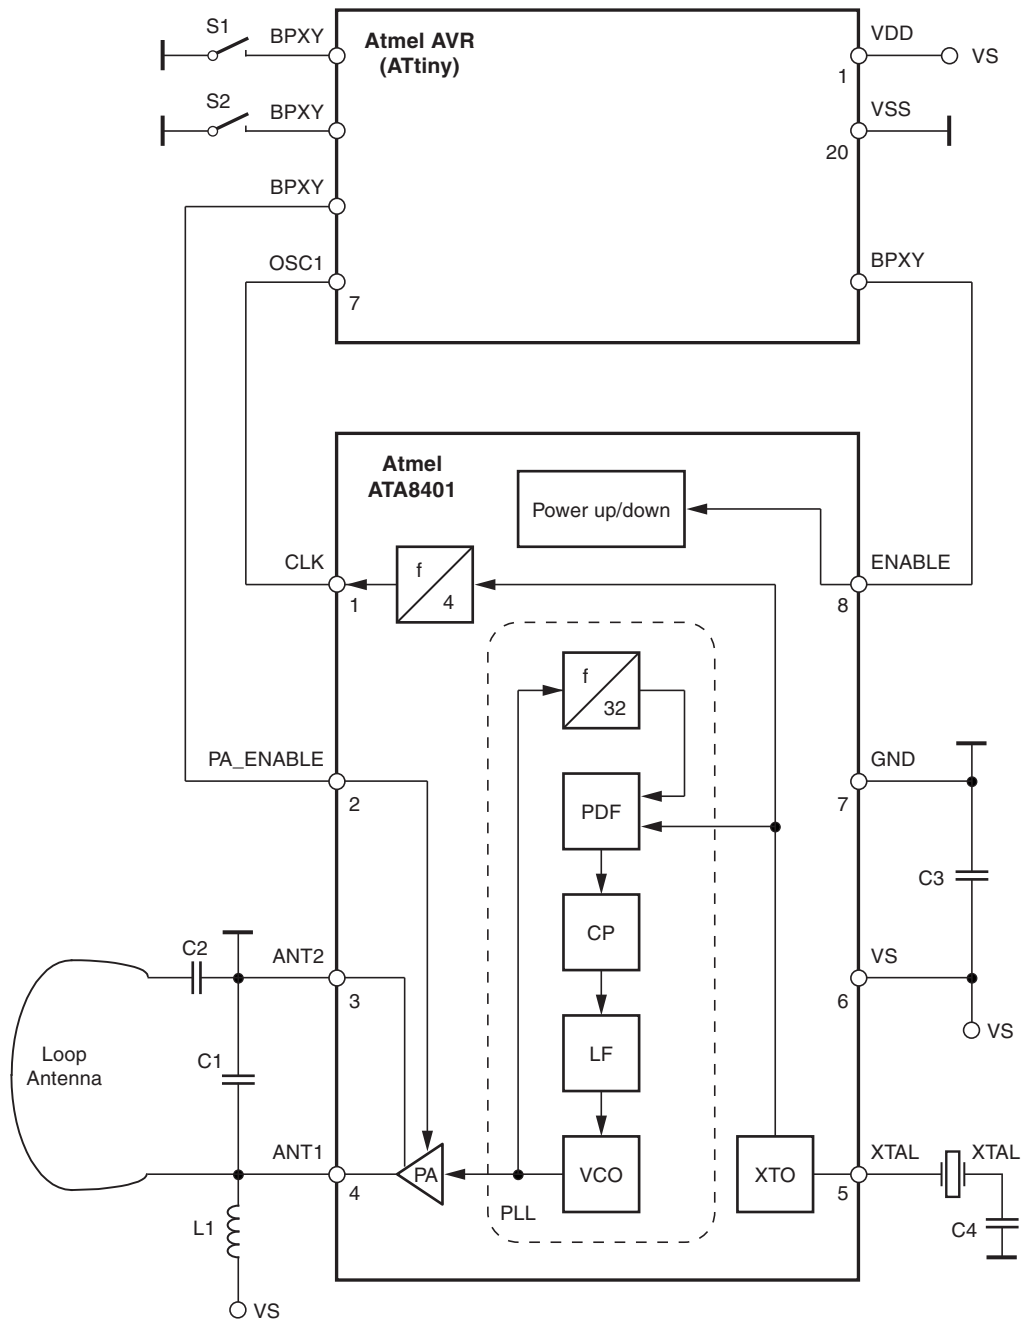 S1
BPXY
Atmel AVR
(ATtiny)
VDD
1
VS
S2
BPXY
VSS
20
BPXY
OSC1
7
BPXY
Atmel
ATA8401
Power up/down
CLK
1
f
4
ENABLE
8
f
32
PA_ENABLE
2
GND
7
PDF
C3
CP
C2
ANT2
3
VS
6
VS
Loop
Antenna
C1
LF
ANT1
4
PA
VCO
XTO
XTAL
5
XTAL
PLL
L1
C4
VS